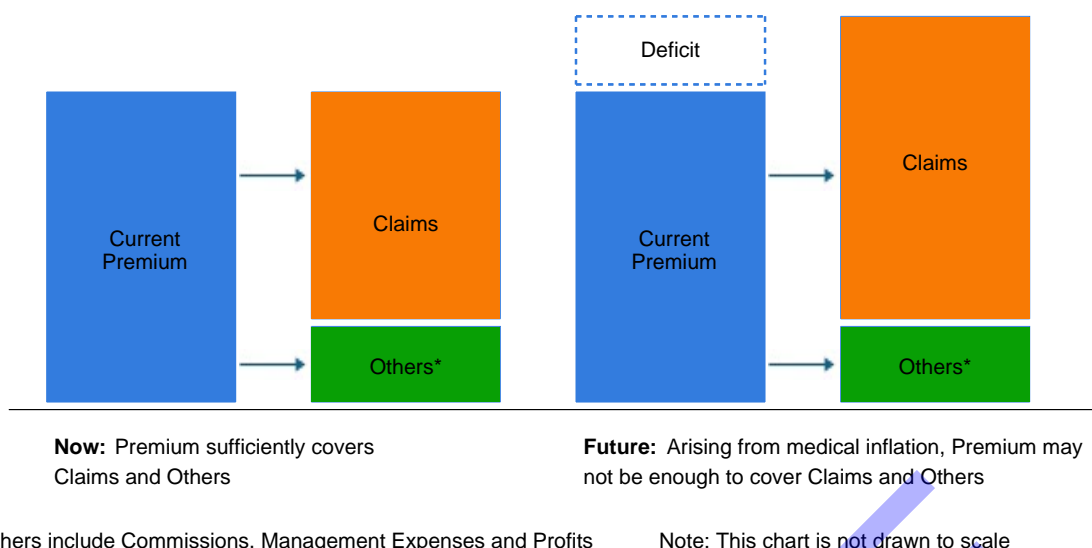 Deficit
Current
Premium
Claims
Others*
Current
Premium
Claims
Others*
Now: Premium sufficiently covers
Claims and Others
Future: Arising from medical inflation, Premium may
not be enough to cover Claims and Others
include Commissions, Management Expenses and Profits
Note: This chart is not drawn to scale